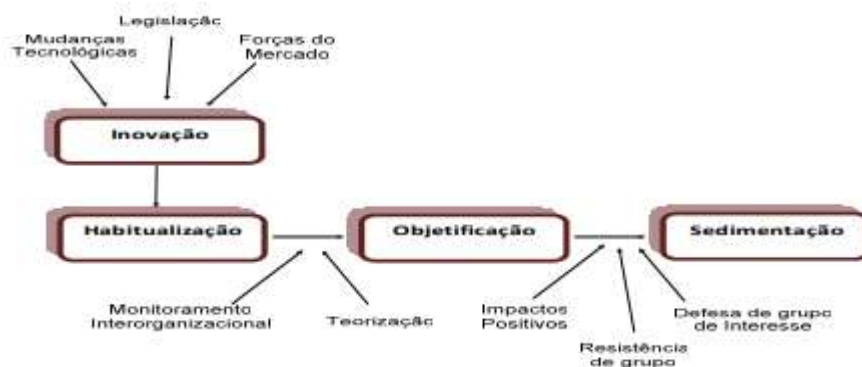 Legislaçãc
Mudanças
Tecnológicas
Forças do
Mercado
Inovação
Habitualização
Objetificação
Sedimentação
Monitoramento
Interorganizacional
Teorizaçãc
Impactos
Positivos
Resistência
de grupo
Defesa de grupc
de Interesse